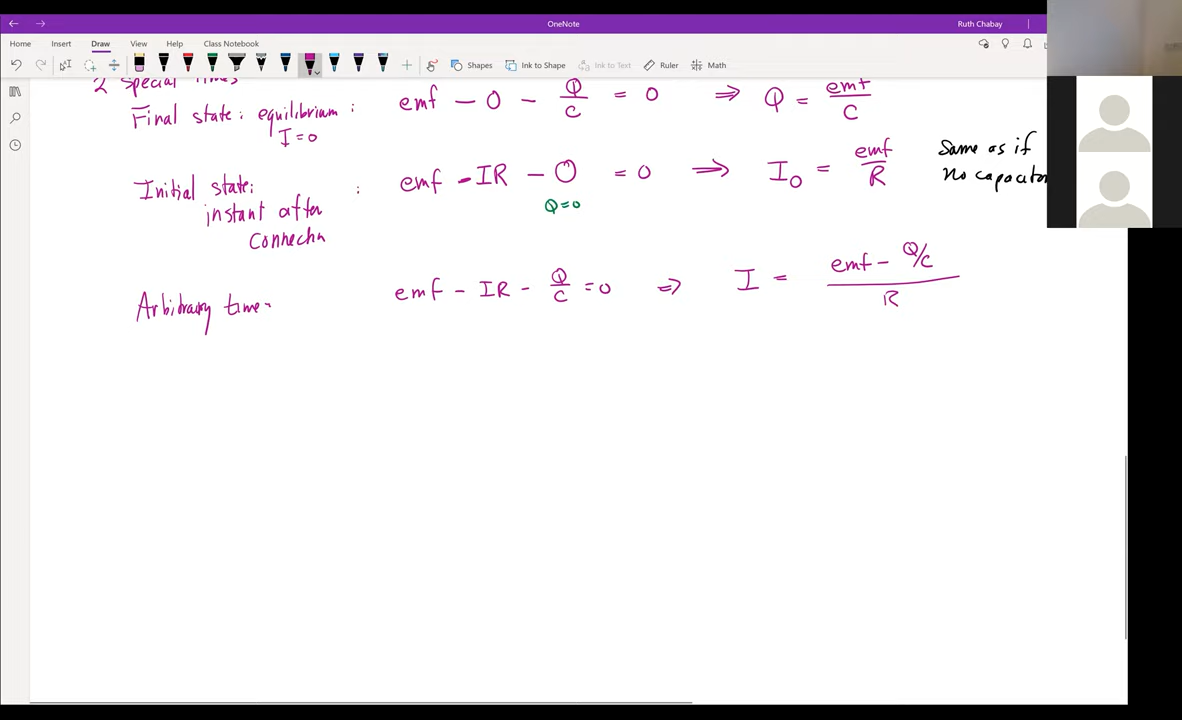 OneNote
Ruth Chabay
Home Insert Draw View Help Class Notebook
Shapes Ink to Shape Ink to Text Ruler Math
2 Special Times
Final state: equilibrium: emf - 0 - Q/C = 0 ⇒ Q = emf/C
I=0
Initial state: : emf - IR - 0 = 0 ⇒ I₀ = emf/R Same as if
instant after Q=0 no capacitor
Arbitrary time- emf - IR - Q/C = 0 ⇒ I = (emf - Q/C)/R